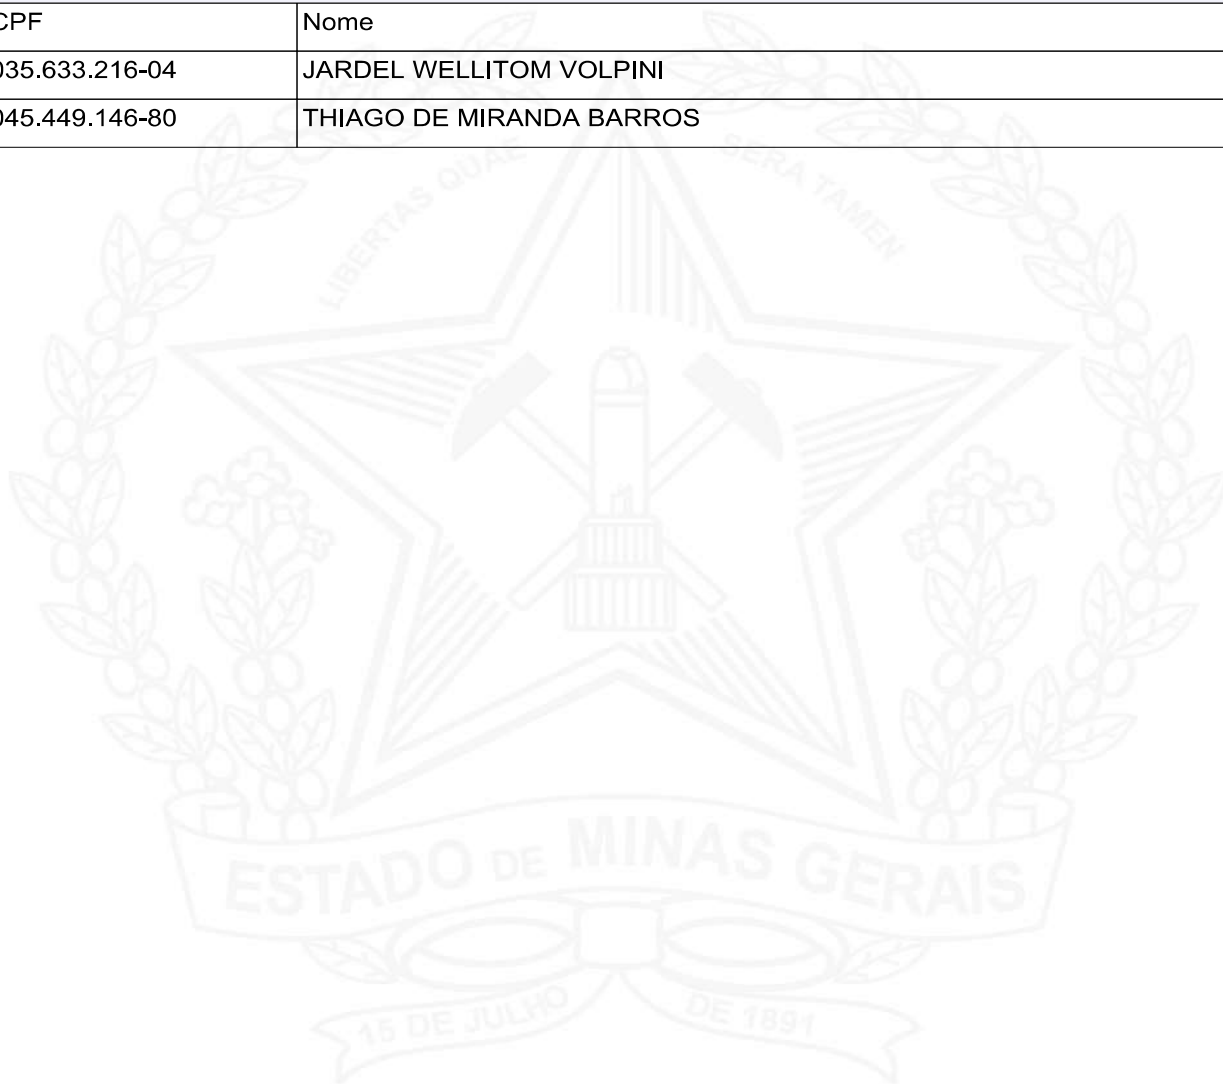 CPF Nome
035.633.216-04 JARDEL WELLITOM VOLPINI
045.449.146-80 THIAGO DE MIRANDA BARROS
LIBERTAS QUAE SERA TAMEN
ESTADO DE MINAS GERAIS
15 DE JULHO DE 1891